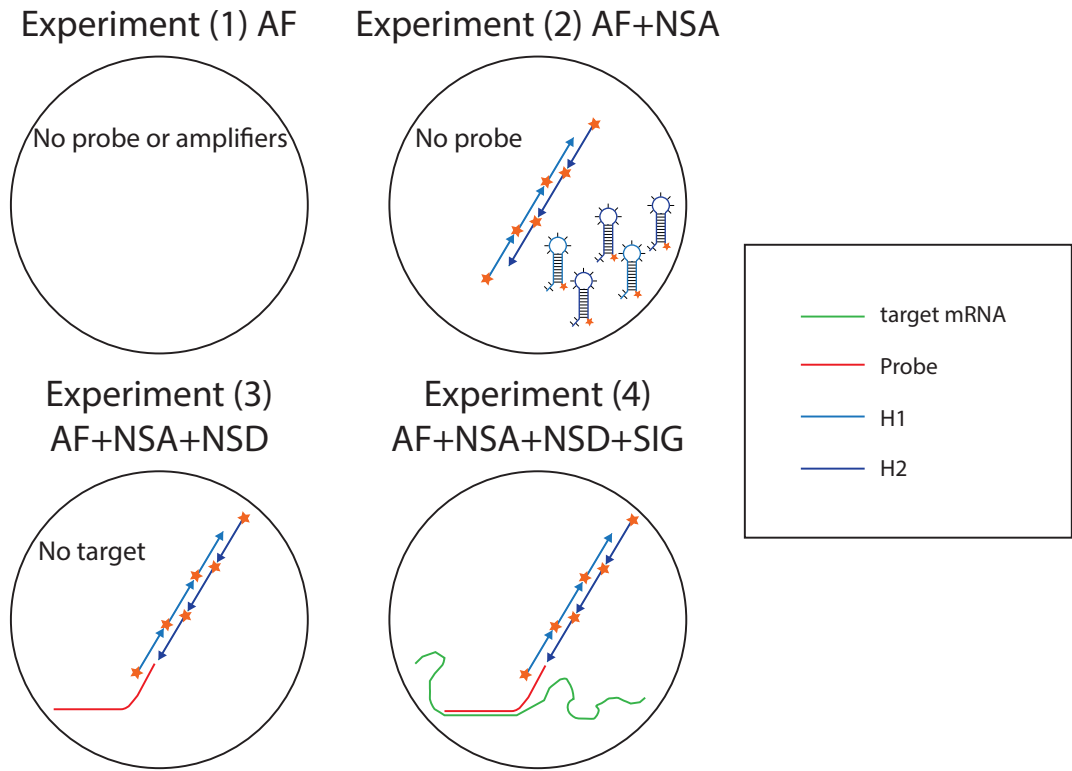 Experiment (1) AF
Experiment (2) AF+NSA
No probe or amplifiers
No probe
Experiment (3)
AF+NSA+NSD
Experiment (4)
AF+NSA+NSD+SIG
No target
target mRNA
Probe
H1
H2